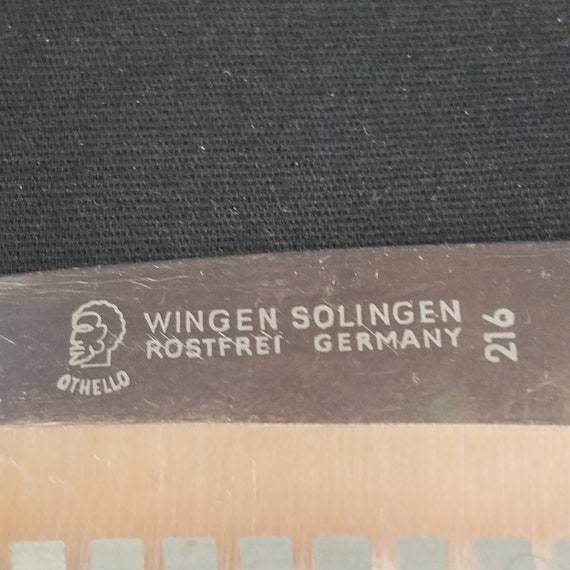 WINGEN SOLINGEN
ROSTFREI GERMANY
216
OTHELLO